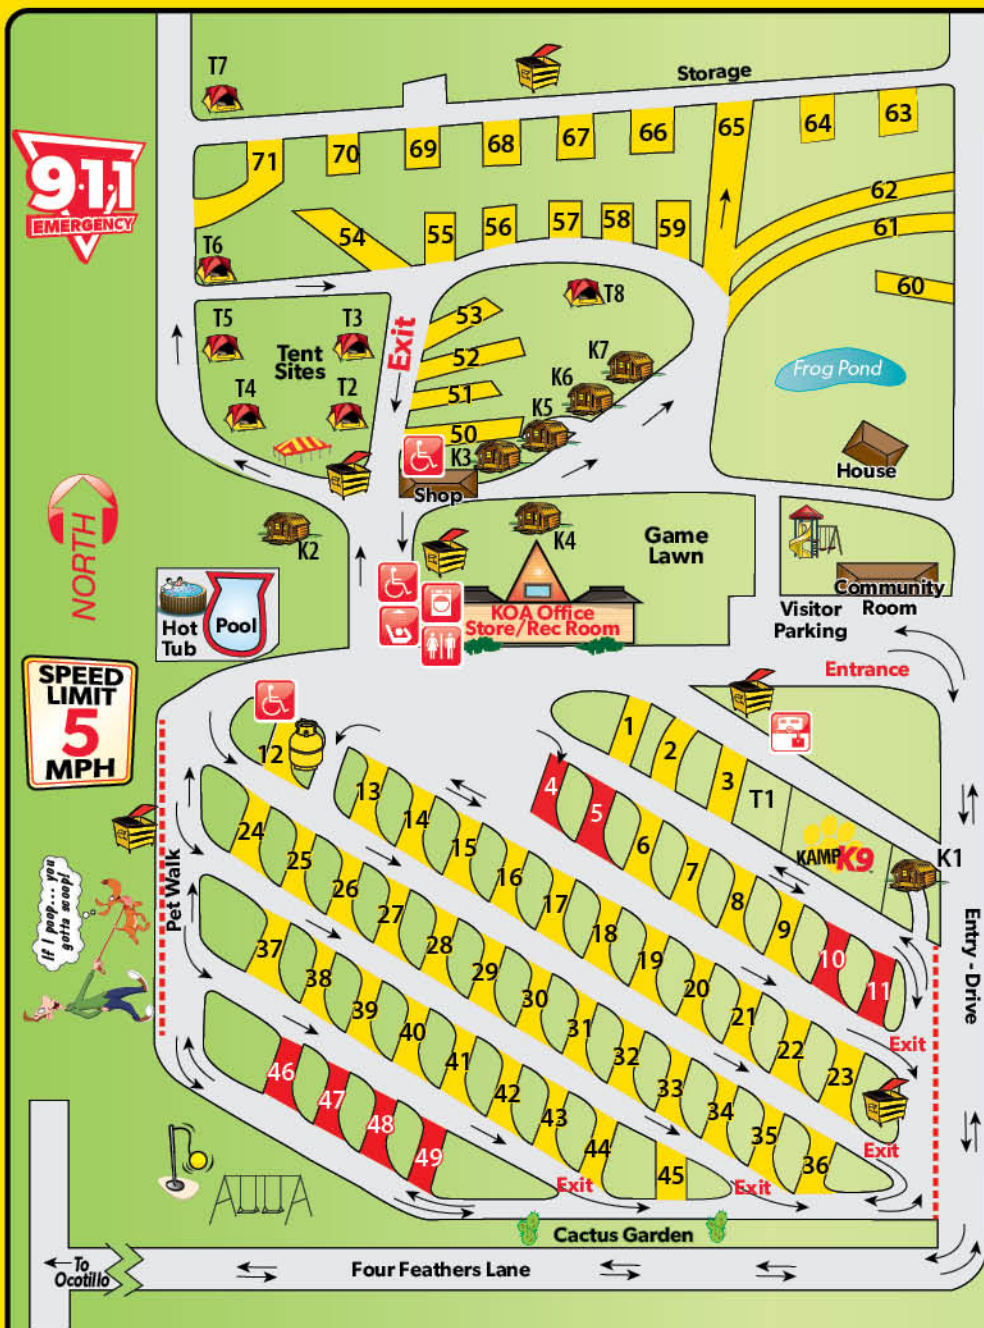 T7
Storage
9·1·1
EMERGENCY
71
70
69
68
67
66
65
64
63
62
61
60
54
55
56
57
58
59
T6
T8
T5
T3
Tent
Sites
T4
T2
Exit
53
52
51
50
K7
K6
K5
K3
Shop
Frog Pond
House
NORTH
K2
K4
Game
Lawn
KOA Office
Store/Rec Room
Hot
Tub
Pool
Visitor
Parking
Community
Room
Entrance
SPEED
LIMIT
5
MPH
12
1
2
3
T1
KAMP K9
K1
4
5
6
7
8
9
10
11
Exit
13
14
15
16
17
18
19
20
21
22
23
Exit
24
25
26
27
28
29
30
31
32
33
34
35
36
Exit
37
38
39
40
41
42
43
44
45
Exit
46
47
48
49
Pet Walk
If I poop... you
gotta scoop!
Entry - Drive
Cactus Garden
To
Ocotillo
Four Feathers Lane